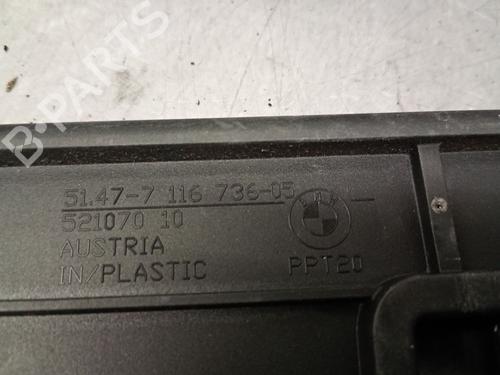 B-PARTS
51.47-7 116 736-05
521070 10
AUSTRIA
IN/PLASTIC
BMW
PPT20